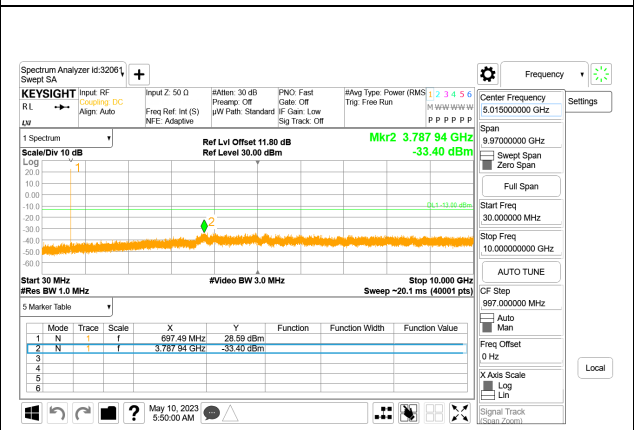 Spectrum Analyzer id:32061
Swept SA
Frequency
KEYSIGHT
RL
Input: RF
Coupling: DC
Align: Auto
Input Z: 50 Ω
Freq Ref: Int (S)
NFE: Adaptive
#Atten: 30 dB
Preamp: Off
µW Path: Standard
PNO: Fast
Gate: Off
IF Gain: Low
Sig Track: Off
#Avg Type: Power (RMS
Trig: Free Run
1 2 3 4 5 6
M W W W W W
P P P P P P
1 Spectrum
Scale/Div 10 dB
Ref Lvl Offset 11.80 dB
Ref Level 30.00 dBm
Mkr2 3.787 94 GHz
-33.40 dBm
Log
1
20.0
10.0
0.00
-10.0
DL1 -13.00 dBm
-20.0
2
-30.0
-40.0
-50.0
-60.0
Start 30 MHz
#Video BW 3.0 MHz
Stop 10.000 GHz
#Res BW 1.0 MHz
Sweep ~20.1 ms (40001 pts)
5 Marker Table
Mode Trace Scale X Y Function Function Width Function Value
1 N 1 f 697.49 MHz 28.59 dBm
2 N 1 f 3.787 94 GHz -33.40 dBm
3
4
5
6
?
May 10, 2023
5:50:00 AM
Center Frequency
5.015000000 GHz
Settings
Span
9.97000000 GHz
Swept Span
Zero Span
Full Span
Start Freq
30.000000 MHz
Stop Freq
10.000000000 GHz
AUTO TUNE
CF Step
997.000000 MHz
Auto
Man
Freq Offset
0 Hz
Local
X Axis Scale
Log
Lin
Signal Track
(Span Zoom)